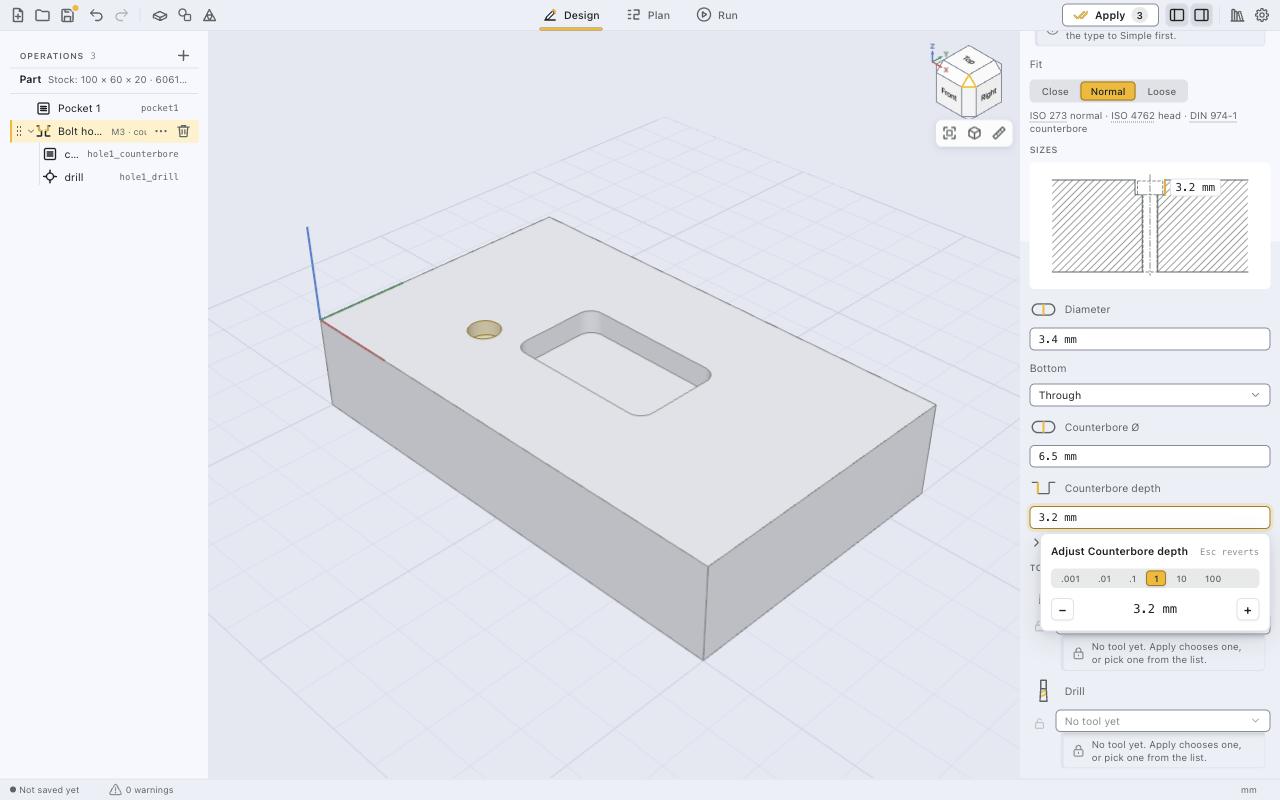 Design
Plan
Run
Apply 3
OPERATIONS 3
Part Stock: 100 × 60 × 20 · 6061...
Pocket 1 pocket1
Bolt ho... M3 · cou
c... hole1_counterbore
drill hole1_drill
Z
Y
X
Top
Front
Right
the type to Simple first.
Fit
Close Normal Loose
ISO 273 normal · ISO 4762 head · DIN 974-1
counterbore
SIZES
3.2 mm
Diameter
3.4 mm
Bottom
Through
Counterbore Ø
6.5 mm
Counterbore depth
3.2 mm
Adjust Counterbore depth Esc reverts
.001 .01 .1 1 10 100
− 3.2 mm +
No tool yet. Apply chooses one,
or pick one from the list.
Drill
No tool yet
No tool yet. Apply chooses one,
or pick one from the list.
Not saved yet
0 warnings
mm